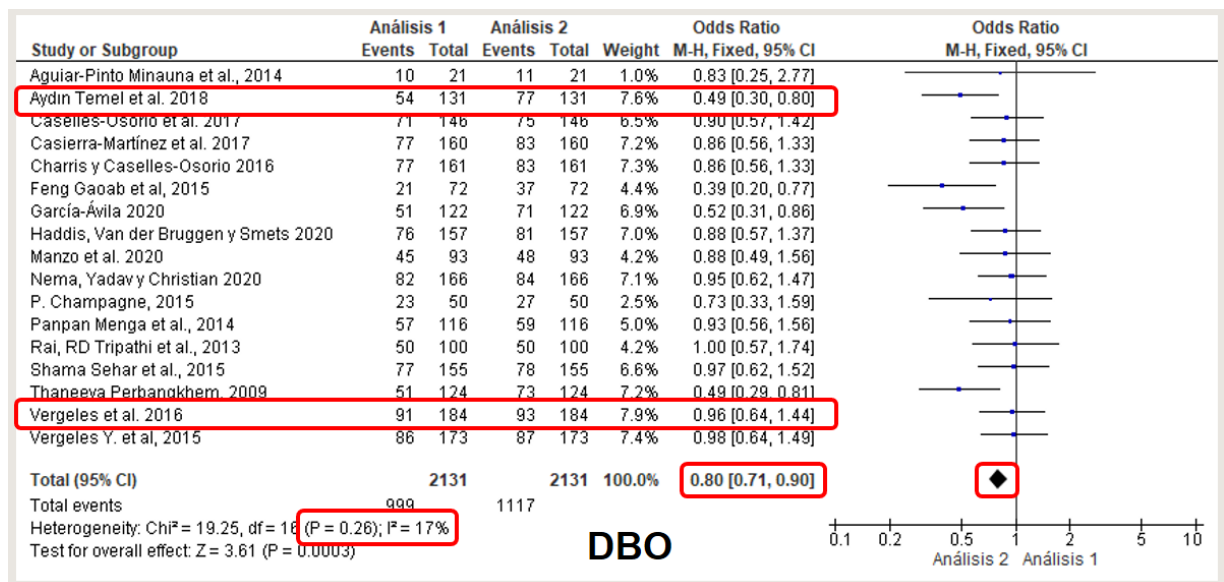 Análisis 1 Análisis 2 Odds Ratio Odds Ratio
Study or Subgroup Events Total Events Total Weight M-H, Fixed, 95% CI M-H, Fixed, 95% CI
Aguiar-Pinto Minauna et al., 2014 10 21 11 21 1.0% 0.83 [0.25, 2.77]
Aydın Temel et al. 2018 54 131 77 131 7.6% 0.49 [0.30, 0.80]
Caselles-Osorio et al. 2017 71 146 75 146 6.5% 0.90 [0.57, 1.42]
Casierra-Martínez et al. 2017 77 160 83 160 7.2% 0.86 [0.56, 1.33]
Charris y Caselles-Osorio 2016 77 161 83 161 7.3% 0.86 [0.56, 1.33]
Feng Gaoab et al, 2015 21 72 37 72 4.4% 0.39 [0.20, 0.77]
García-Ávila 2020 51 122 71 122 6.9% 0.52 [0.31, 0.86]
Haddis, Van der Bruggen y Smets 2020 76 157 81 157 7.0% 0.88 [0.57, 1.37]
Manzo et al. 2020 45 93 48 93 4.2% 0.88 [0.49, 1.56]
Nema, Yadav y Christian 2020 82 166 84 166 7.1% 0.95 [0.62, 1.47]
P. Champagne, 2015 23 50 27 50 2.5% 0.73 [0.33, 1.59]
Panpan Menga et al., 2014 57 116 59 116 5.0% 0.93 [0.56, 1.56]
Rai, RD Tripathi et al., 2013 50 100 50 100 4.2% 1.00 [0.57, 1.74]
Shama Sehar et al., 2015 77 155 78 155 6.6% 0.97 [0.62, 1.52]
Thaneeya Perbangkhem, 2009 51 124 73 124 7.2% 0.49 [0.29, 0.81]
Vergeles et al. 2016 91 184 93 184 7.9% 0.96 [0.64, 1.44]
Vergeles Y. et al, 2015 86 173 87 173 7.4% 0.98 [0.64, 1.49]
Total (95% CI) 2131 2131 100.0% 0.80 [0.71, 0.90]
Total events 999 1117
Heterogeneity: Chi² = 19.25, df = 16 (P = 0.26); I² = 17%
Test for overall effect: Z = 3.61 (P = 0.0003)
DBO
0.1 0.2 0.5 1 2 5 10
Análisis 2 Análisis 1